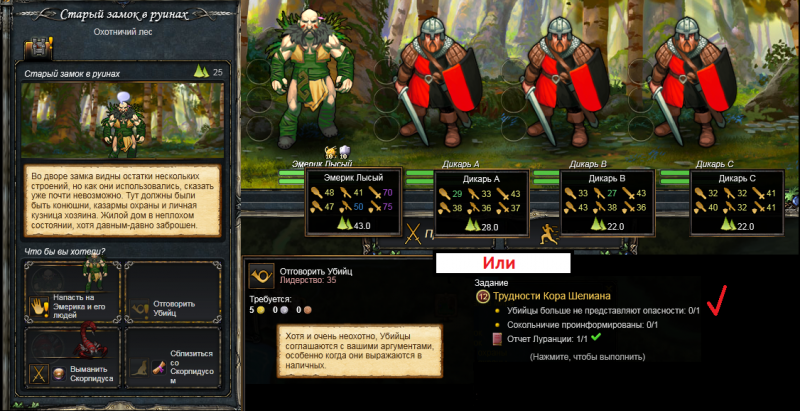 Старый замок в руинах
Охотничий лес
Старый замок в руинах
25
Во дворе замка видны остатки нескольких
строений, но как они использовались, сказать
уже почти невозможно. Тут должны были
быть конюшни, казармы охраны и личная
кузница хозяина. Жилой дом в неплохом
состоянии, хотя давным-давно заброшен.
Что бы вы хотели?
Напасть на
Эмерика и его
людей
Отговорить
Убийц
Выманить
Скорпидуса
Сблизиться
со
Скорпидусо
м
10 10
Эмерик Лысый
Дикарь A
Дикарь B
Дикарь C
Эмерик Лысый
48 41 70
47 50 75
43.0
Дикарь A
29 33 43
38 36 37
28.0
Дикарь B
33 27 43
38 36 36
22.0
Дикарь C
32 32 41
40 32 41
22.0
П
Или
Отговорить Убийц
Лидерство: 35
Требуется:
5 0 0
Хотя и очень неохотно, Убийцы
соглашаются с вашими аргументами,
особенно когда они выражаются в
наличных.
Задание
12 Трудности Кора Шелиана
Убийцы больше не представляют опасности: 0/1
Сокольничие проинформированы: 0/1
Отчет Луранции: 1/1
(Нажмите, чтобы выполнить)